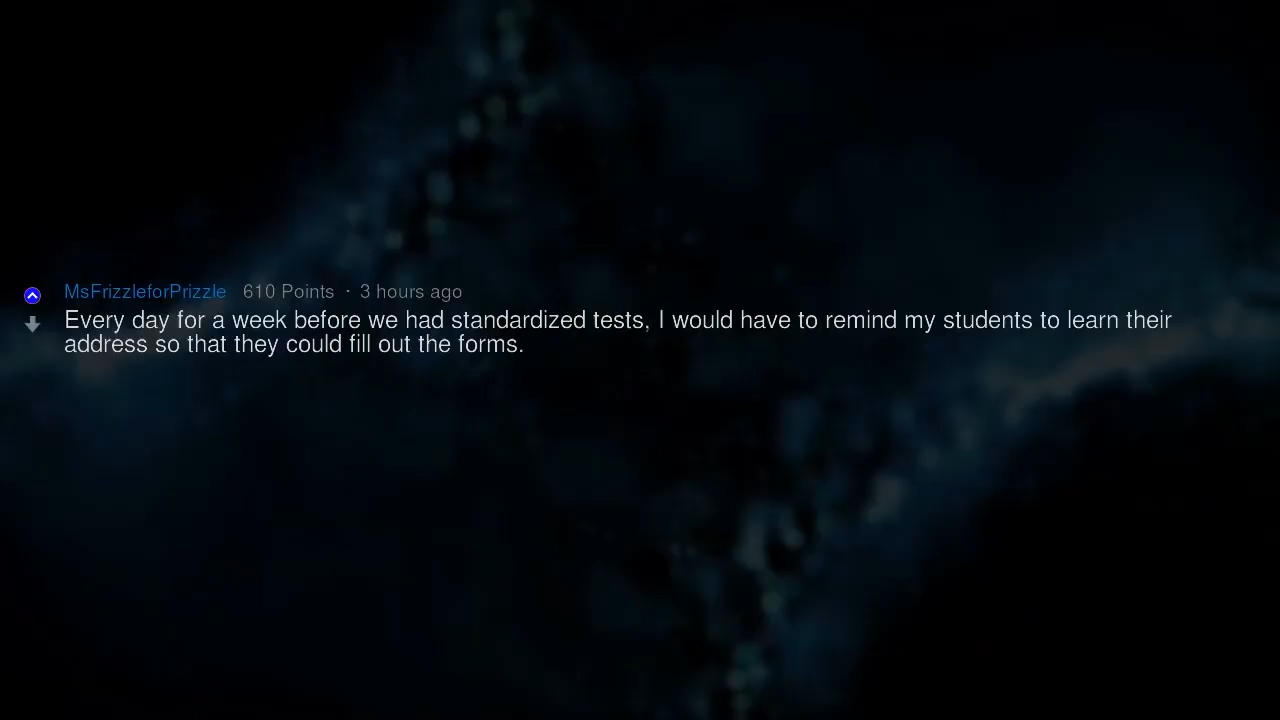 MsFrizzleforPrizzle 610 Points · 3 hours ago
Every day for a week before we had standardized tests, I would have to remind my students to learn their
address so that they could fill out the forms.